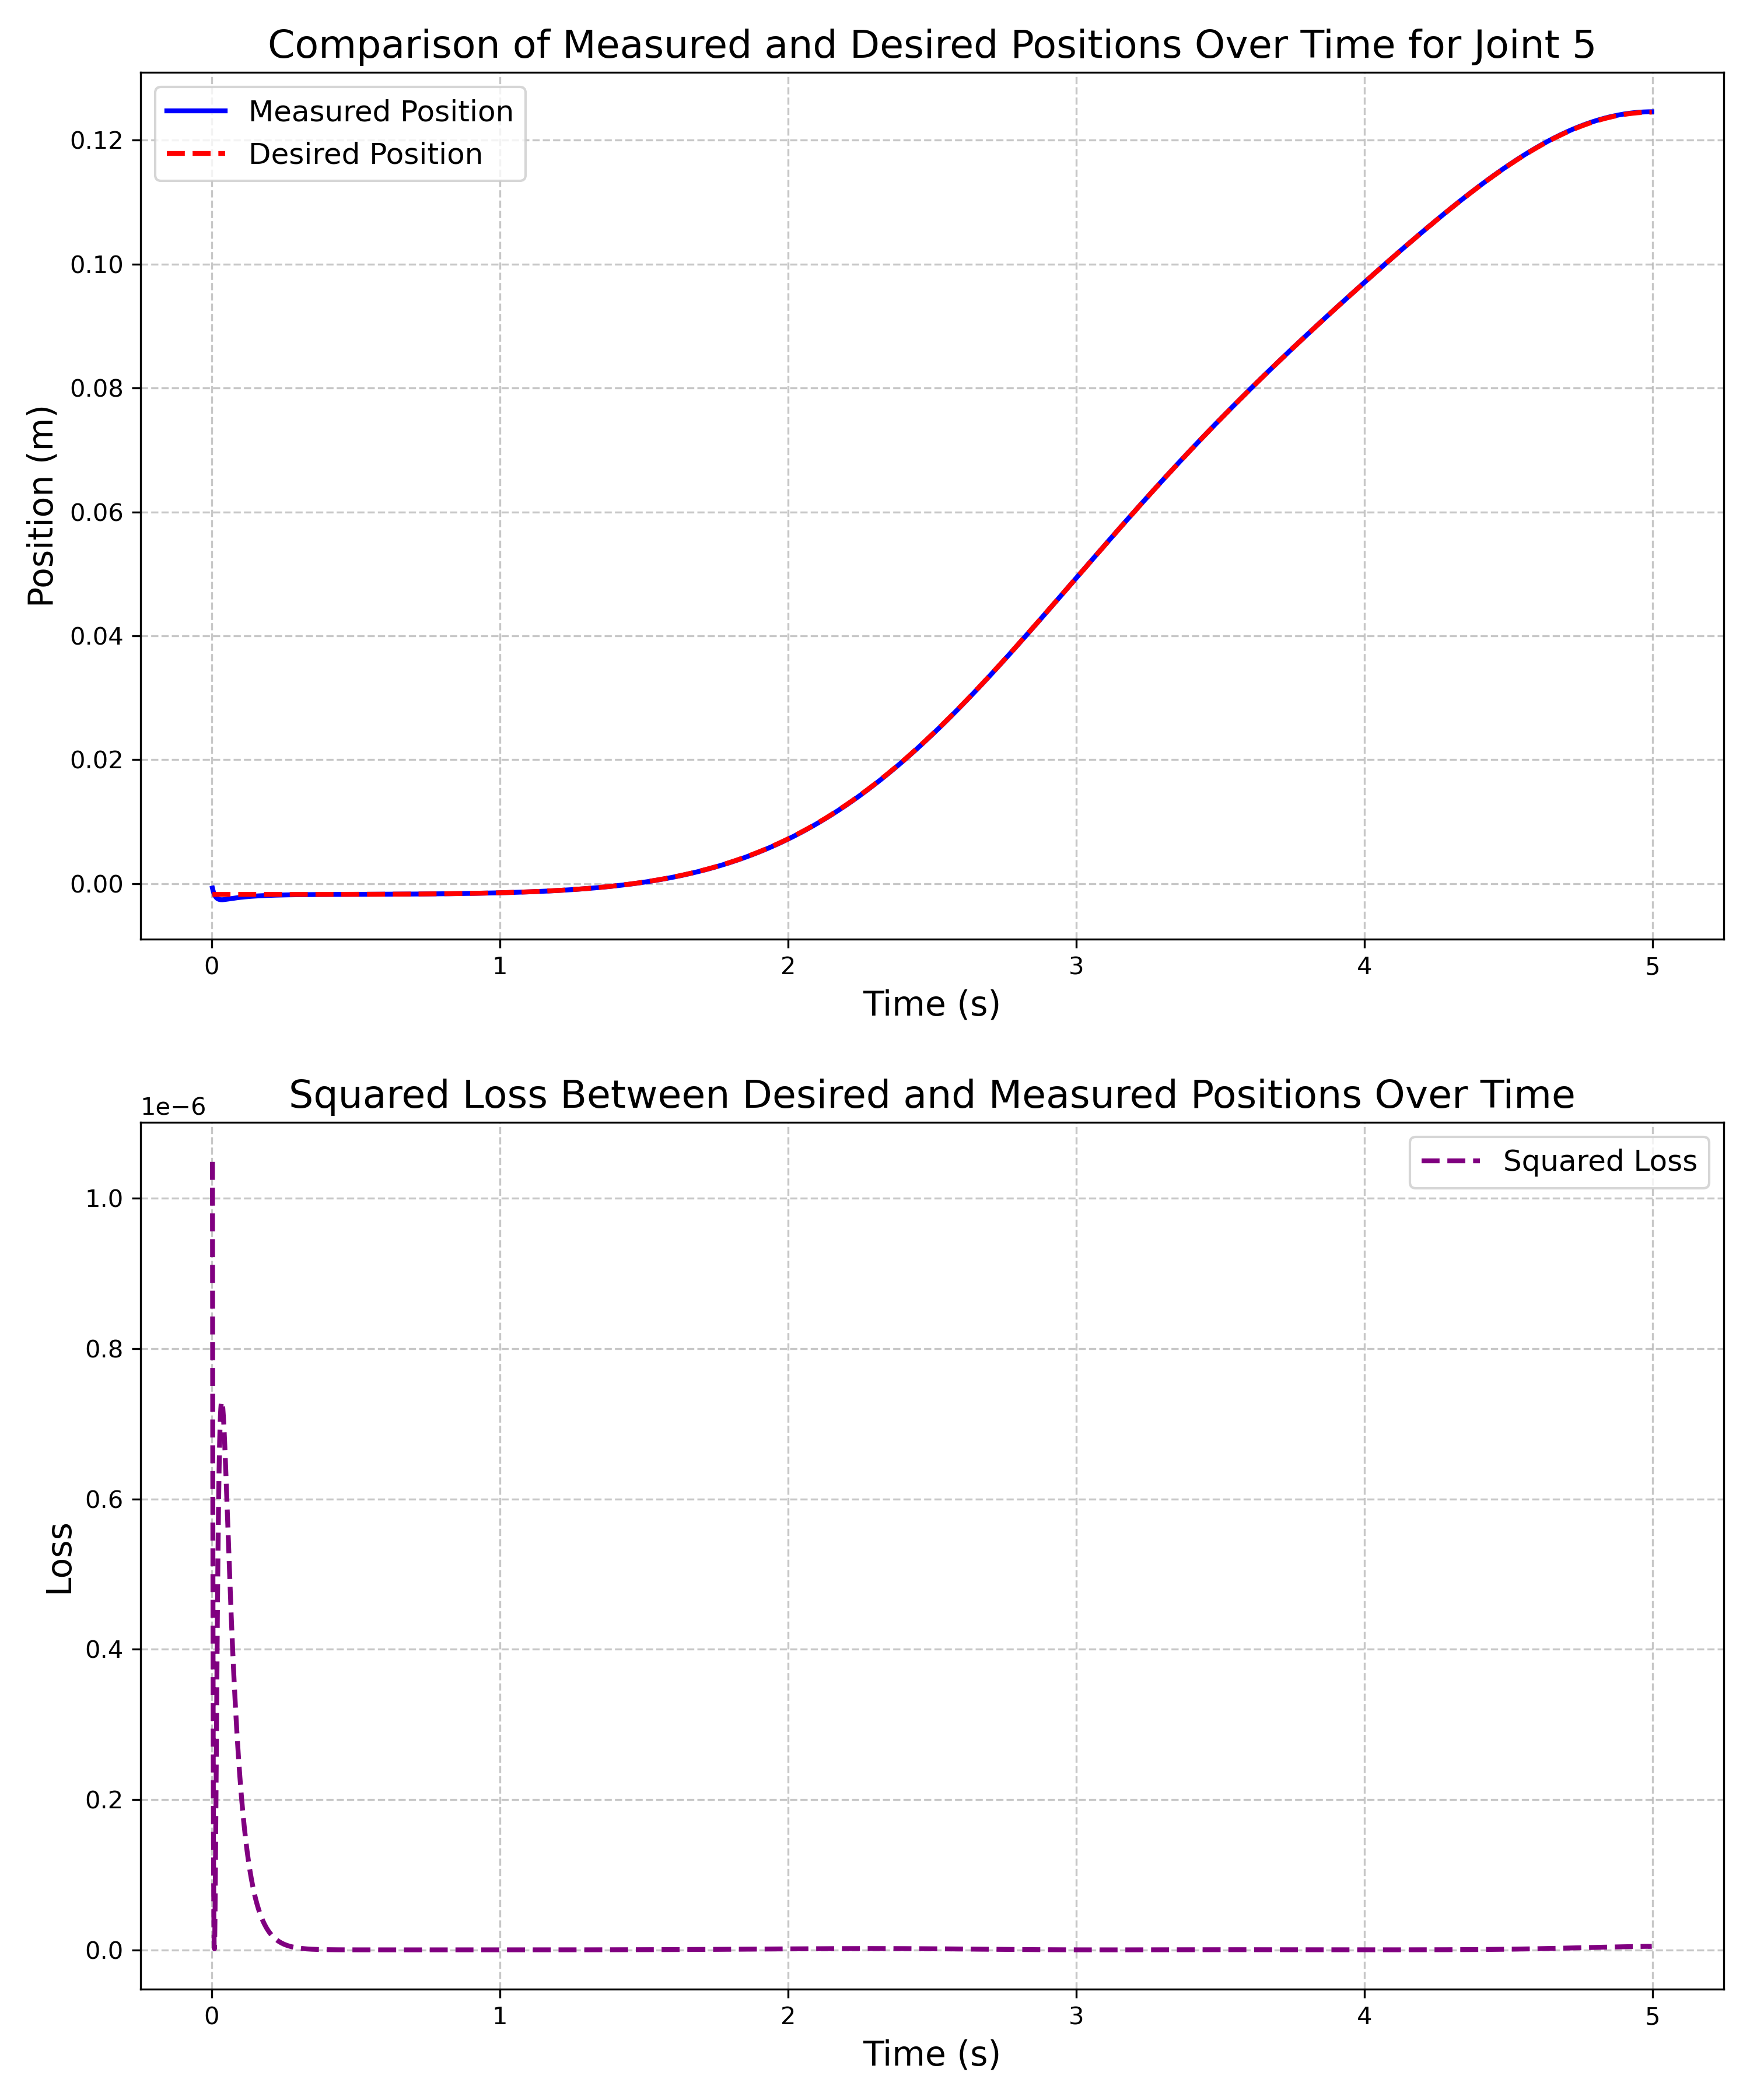 Comparison of Measured and Desired Positions Over Time for Joint 5
Measured Position
Desired Position
Position (m)
0.12
0.10
0.08
0.06
0.04
0.02
0.00
0
1
2
3
4
5
Time (s)
Squared Loss Between Desired and Measured Positions Over Time
1e−6
Squared Loss
Loss
1.0
0.8
0.6
0.4
0.2
0.0
0
1
2
3
4
5
Time (s)